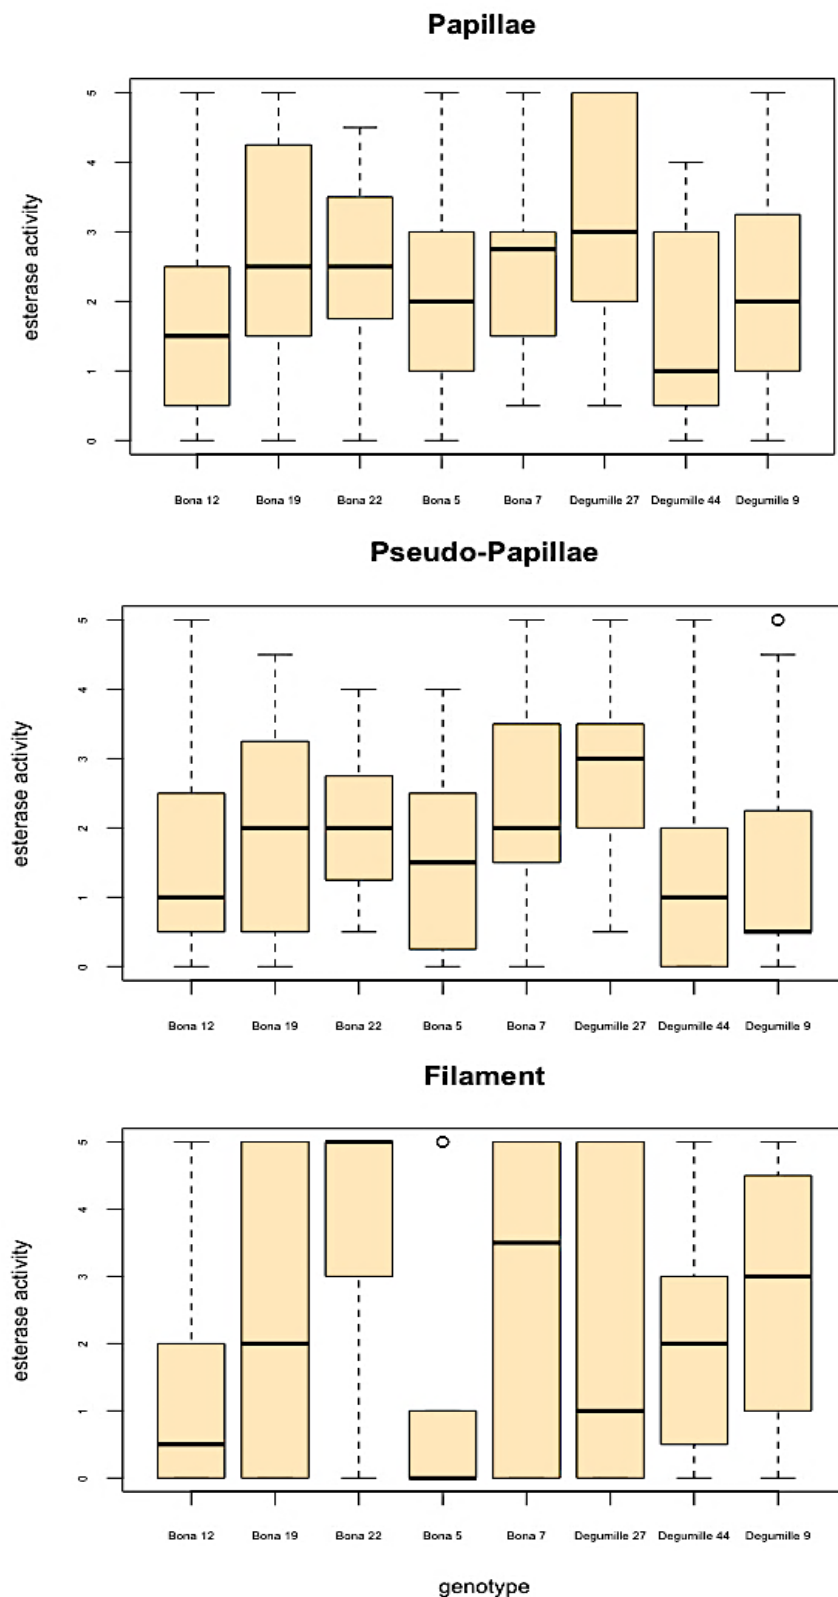 Papillae
esterase activity
5
4
3
2
1
0
Bona 12 Bona 19 Bona 22 Bona 5 Bona 7 Degumille 27 Degumille 44 Degumille 9
Pseudo-Papillae
esterase activity
5
4
3
2
1
0
Bona 12 Bona 19 Bona 22 Bona 5 Bona 7 Degumille 27 Degumille 44 Degumille 9
Filament
esterase activity
5
4
3
2
1
0
Bona 12 Bona 19 Bona 22 Bona 5 Bona 7 Degumille 27 Degumille 44 Degumille 9
genotype